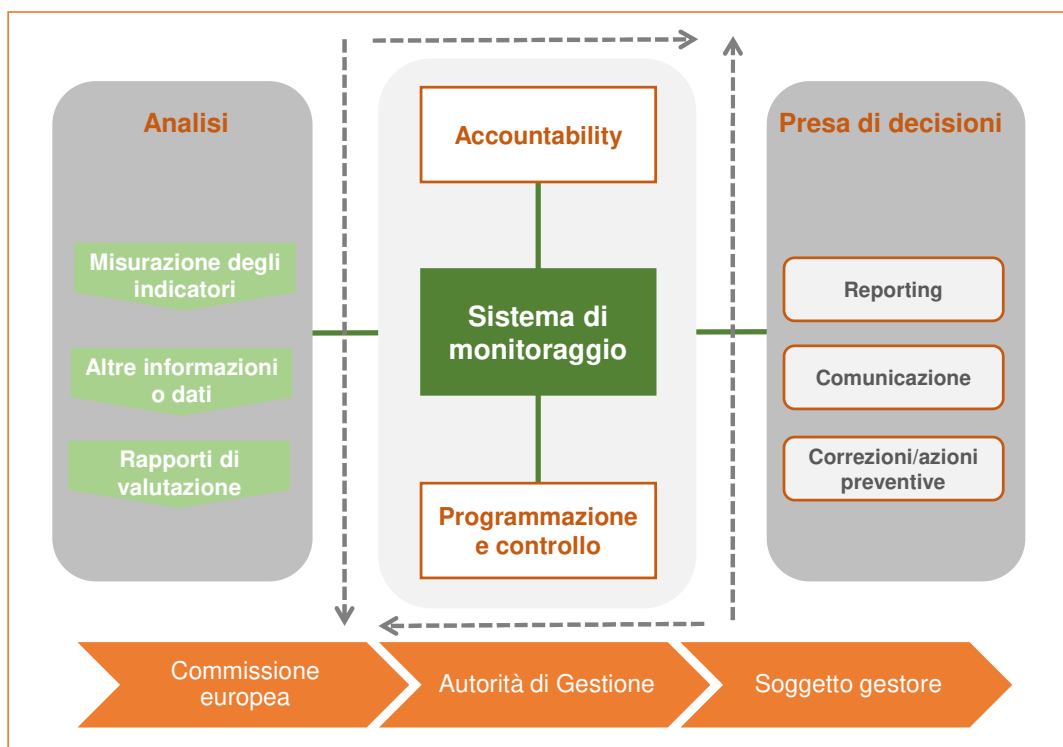 Analisi
Misurazione degli
indicatori
Altre informazioni
o dati
Rapporti di
valutazione
Accountability
Sistema di
monitoraggio
Programmazione
e controllo
Presa di decisioni
Reporting
Comunicazione
Correzioni/azioni
preventive
Commissione
europea
Autorità di Gestione
Soggetto gestore